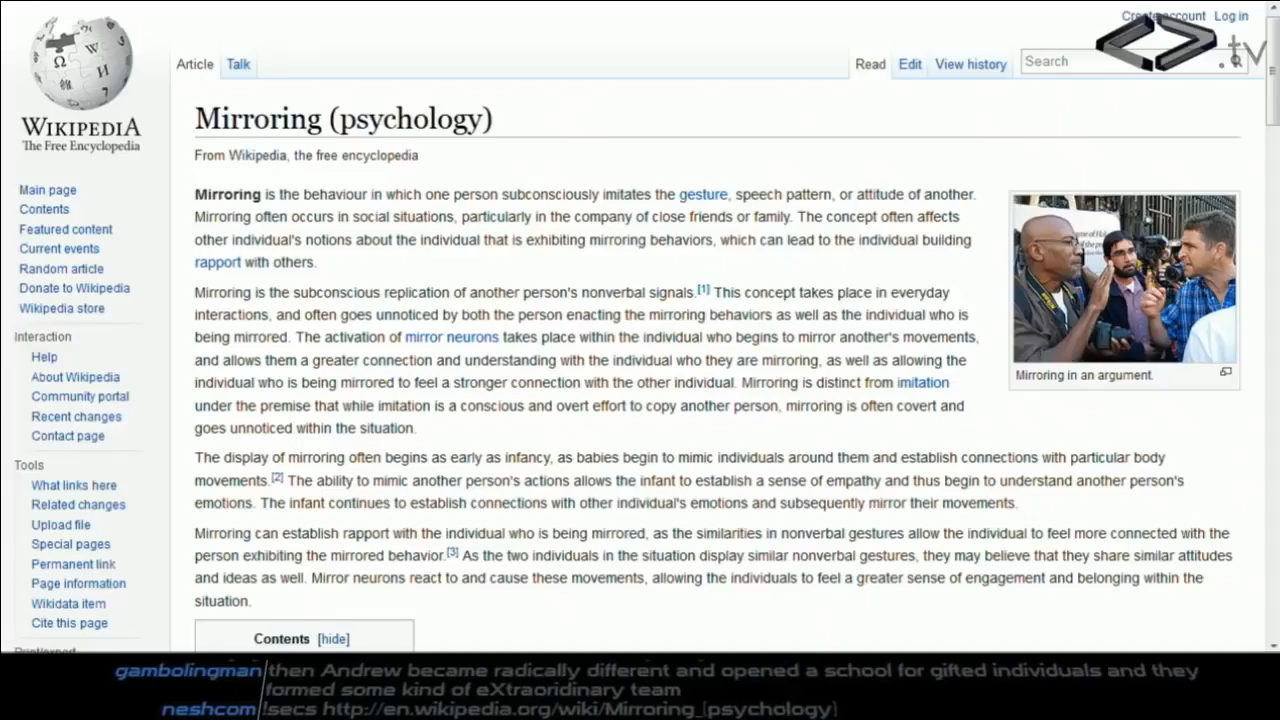 Create account Log in
.tv
Article Talk
Read Edit View history
Search
WIKIPEDIA
The Free Encyclopedia
Mirroring (psychology)
From Wikipedia, the free encyclopedia
Main page
Contents
Featured content
Current events
Random article
Donate to Wikipedia
Wikipedia store
Interaction
Help
About Wikipedia
Community portal
Recent changes
Contact page
Tools
What links here
Related changes
Upload file
Special pages
Permanent link
Page information
Wikidata item
Cite this page
Print/export
Mirroring is the behaviour in which one person subconsciously imitates the gesture, speech pattern, or attitude of another.
Mirroring often occurs in social situations, particularly in the company of close friends or family. The concept often affects
other individual's notions about the individual that is exhibiting mirroring behaviors, which can lead to the individual building
rapport with others.
Mirroring is the subconscious replication of another person's nonverbal signals.[1] This concept takes place in everyday
interactions, and often goes unnoticed by both the person enacting the mirroring behaviors as well as the individual who is
being mirrored. The activation of mirror neurons takes place within the individual who begins to mirror another's movements,
and allows them a greater connection and understanding with the individual who they are mirroring, as well as allowing the
individual who is being mirrored to feel a stronger connection with the other individual. Mirroring is distinct from imitation
under the premise that while imitation is a conscious and overt effort to copy another person, mirroring is often covert and
goes unnoticed within the situation.
Mirroring in an argument.
The display of mirroring often begins as early as infancy, as babies begin to mimic individuals around them and establish connections with particular body
movements.[2] The ability to mimic another person's actions allows the infant to establish a sense of empathy and thus begin to understand another person's
emotions. The infant continues to establish connections with other individual's emotions and subsequently mirror their movements.
Mirroring can establish rapport with the individual who is being mirrored, as the similarities in nonverbal gestures allow the individual to feel more connected with the
person exhibiting the mirrored behavior.[3] As the two individuals in the situation display similar nonverbal gestures, they may believe that they share similar attitudes
and ideas as well. Mirror neurons react to and cause these movements, allowing the individuals to feel a greater sense of engagement and belonging within the
situation.
Contents [hide]
gambolingman then Andrew became radically different and opened a school for gifted individuals and they
formed some kind of eXtraoridinary team
neshcom !secs http://en.wikipedia.org/wiki/Mirroring_(psychology)